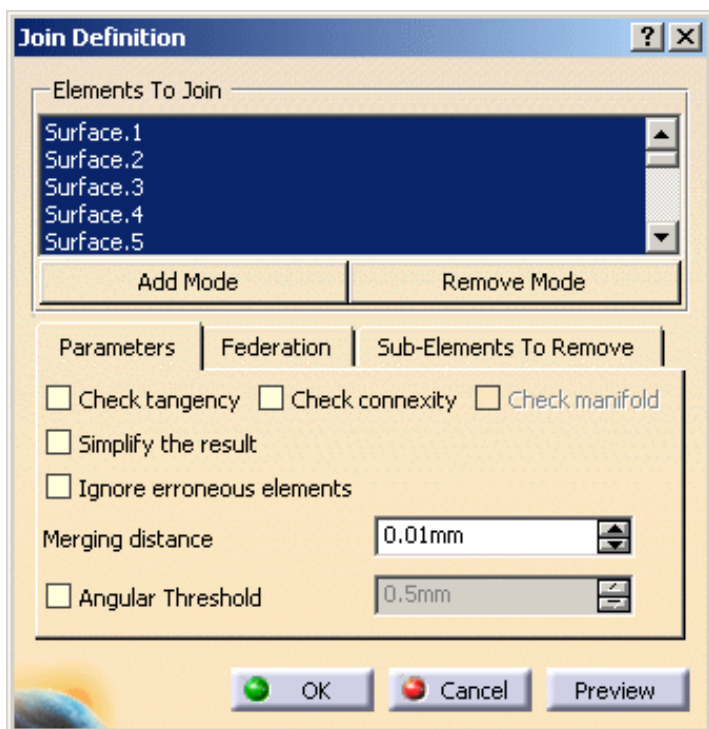 Join Definition
Elements To Join
Surface.1
Surface.2
Surface.3
Surface.4
Surface.5
Add Mode Remove Mode
Parameters Federation Sub-Elements To Remove
Check tangency Check connexity Check manifold
Simplify the result
Ignore erroneous elements
Merging distance 0.01mm
Angular Threshold 0.5mm
OK Cancel Preview